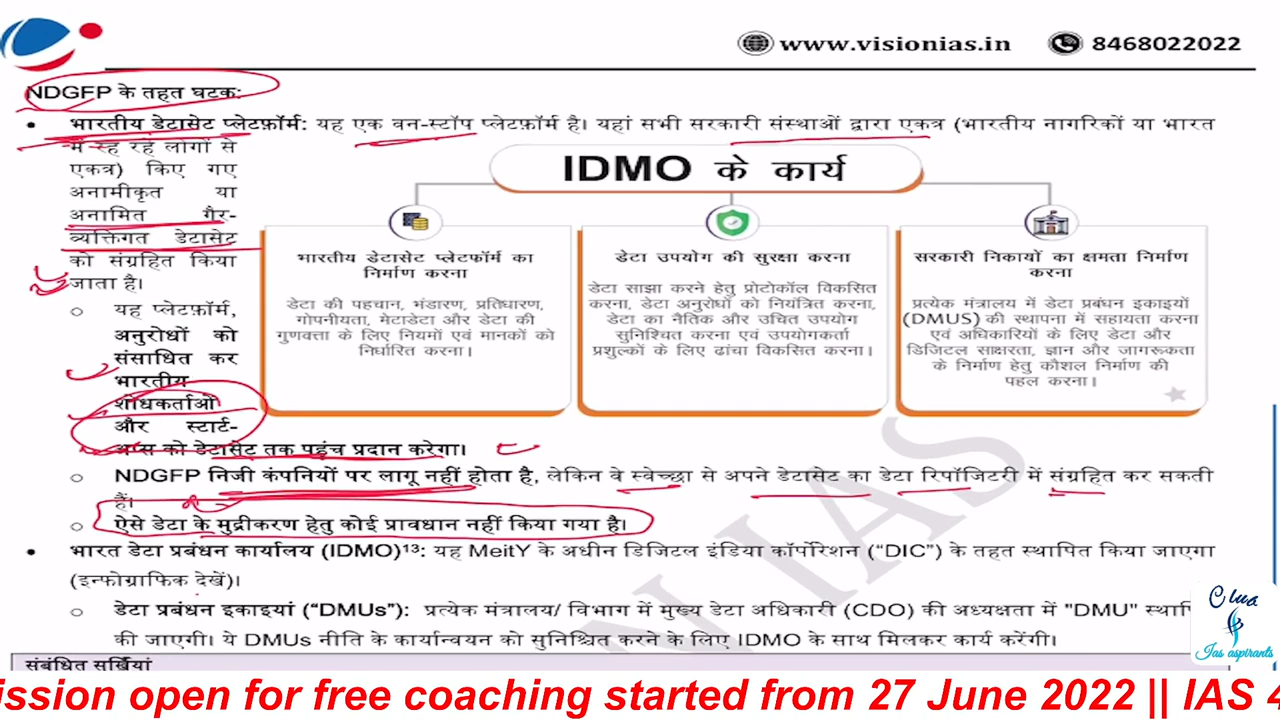 www.visionias.in 8468022022
NDGFP के तहत घटक:
• भारतीय डेटासेट प्लेटफ़ॉर्म: यह एक वन-स्टॉप प्लेटफ़ॉर्म है। यहां सभी सरकारी संस्थाओं द्वारा एकत्र (भारतीय नागरिकों या भारत
में रह रहे लोगों से
एकत्र) किए गए
अनामीकृत या
अनामित गैर-
व्यक्तिगत डेटासेट
को संग्रहित किया
जाता है।
○ यह प्लेटफ़ॉर्म,
अनुरोधों को
संसाधित कर
भारतीय
शोधकर्ताओं
और स्टार्ट-
अप्स को डेटासेट तक पहुंच प्रदान करेगा।
IDMO के कार्य
भारतीय डेटासेट प्लेटफ़ॉर्म का
निर्माण करना
डेटा की पहचान, भंडारण, प्रतिधारण,
गोपनीयता, मेटाडेटा और डेटा की
गुणवत्ता के लिए नियमों एवं मानकों को
निर्धारित करना।
डेटा उपयोग की सुरक्षा करना
डेटा साझा करने हेतु प्रोटोकॉल विकसित
करना, डेटा अनुरोधों को नियंत्रित करना,
डेटा का नैतिक और उचित उपयोग
सुनिश्चित करना एवं उपयोगकर्ता
प्रशुल्कों के लिए ढांचा विकसित करना।
सरकारी निकायों का क्षमता निर्माण
करना
प्रत्येक मंत्रालय में डेटा प्रबंधन इकाइयों
(DMUS) की स्थापना में सहायता करना
एवं अधिकारियों के लिए डेटा और
डिजिटल साक्षरता, ज्ञान और जागरूकता
के निर्माण हेतु कौशल निर्माण की
पहल करना।
○ NDGFP निजी कंपनियों पर लागू नहीं होता है, लेकिन वे स्वेच्छा से अपने डेटासेट का डेटा रिपॉजिटरी में संग्रहित कर सकती
हैं।
○ ऐसे डेटा के मुद्रीकरण हेतु कोई प्रावधान नहीं किया गया है।
• भारत डेटा प्रबंधन कार्यालय (IDMO)¹³: यह MeitY के अधीन डिजिटल इंडिया कॉर्पोरेशन ("DIC") के तहत स्थापित किया जाएगा
(इन्फोग्राफिक देखें)।
○ डेटा प्रबंधन इकाइयां ("DMUs"): प्रत्येक मंत्रालय/ विभाग में मुख्य डेटा अधिकारी (CDO) की अध्यक्षता में "DMU"
की जाएगी। ये DMUs नीति के कार्यान्वयन को सुनिश्चित करने के लिए IDMO के साथ मिलकर कार्य करेंगी।
संबंधित सुर्खियां
N IAS
Ias aspirants
ission open for free coaching started from 27 June 2022 || IAS 4